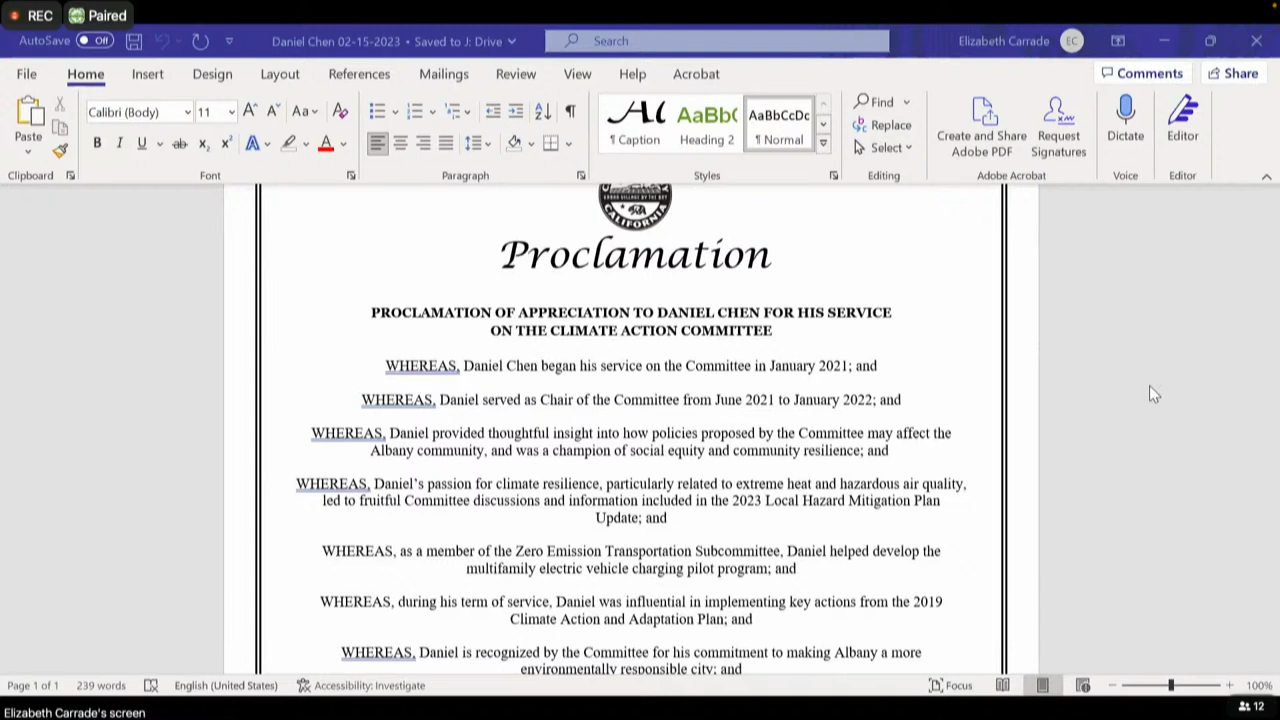 REC
Paired
AutoSave Off
Daniel Chen 02-15-2023 • Saved to J: Drive
Search
Elizabeth Carrade EC
File Home Insert Design Layout References Mailings Review View Help Acrobat
Comments Share
Paste
Calibri (Body) 11
Aa
B I U ab x₂ x² A A
AaBbC
AaBbCcDc
¶ Caption Heading 2 ¶ Normal
Find
Replace
Select
Create and Share
Adobe PDF
Request
Signatures
Dictate
Editor
Clipboard Font Paragraph Styles Editing Adobe Acrobat Voice Editor
CALIFORNIA
Proclamation
PROCLAMATION OF APPRECIATION TO DANIEL CHEN FOR HIS SERVICE
ON THE CLIMATE ACTION COMMITTEE
WHEREAS, Daniel Chen began his service on the Committee in January 2021; and
WHEREAS, Daniel served as Chair of the Committee from June 2021 to January 2022; and
WHEREAS, Daniel provided thoughtful insight into how policies proposed by the Committee may affect the
Albany community, and was a champion of social equity and community resilience; and
WHEREAS, Daniel's passion for climate resilience, particularly related to extreme heat and hazardous air quality,
led to fruitful Committee discussions and information included in the 2023 Local Hazard Mitigation Plan
Update; and
WHEREAS, as a member of the Zero Emission Transportation Subcommittee, Daniel helped develop the
multifamily electric vehicle charging pilot program; and
WHEREAS, during his term of service, Daniel was influential in implementing key actions from the 2019
Climate Action and Adaptation Plan; and
WHEREAS, Daniel is recognized by the Committee for his commitment to making Albany a more
environmentally responsible city; and
Page 1 of 1 239 words English (United States) Accessibility: Investigate
Focus
100%
Elizabeth Carrade's screen
12